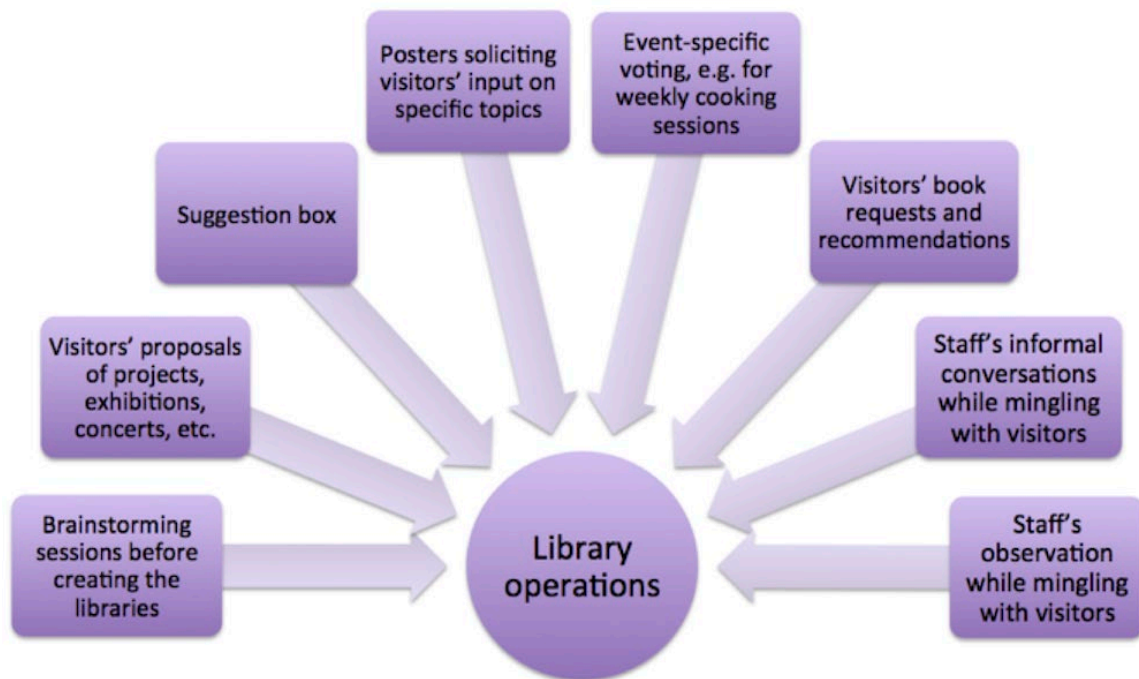 Posters soliciting
visitors’ input on
specific topics
Event-specific
voting, e.g. for
weekly cooking
sessions
Suggestion box
Visitors’ book
requests and
recommendations
Visitors’ proposals
of projects,
exhibitions,
concerts, etc.
Staff’s informal
conversations
while mingling
with visitors
Brainstorming
sessions before
creating the
libraries
Library
operations
Staff’s
observation
while mingling
with visitors